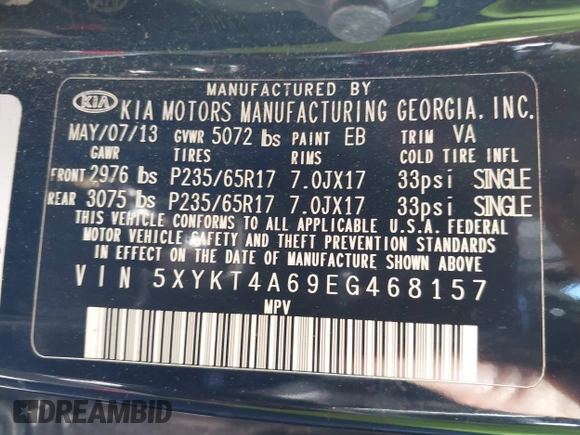 MANUFACTURED BY
KIA KIA MOTORS MANUFACTURING GEORGIA, INC.
MAY/07/13 GVWR 5072 lbs PAINT EB TRIM VA
GAWR TIRES RIMS COLD TIRE INFL
FRONT 2976 lbs P235/65R17 7.0JX17 33psi SINGLE
REAR 3075 lbs P235/65R17 7.0JX17 33psi SINGLE
THIS VEHICLE CONFORMS TO ALL APPLICABLE U.S.A. FEDERAL
MOTOR VEHICLE SAFETY AND THEFT PREVENTION STANDARDS
IN EFFECT ON THE DATE OF MANUFACTURE SHOWN ABOVE
VIN 5XYKT4A69EG468157
MPV
DREAMBID